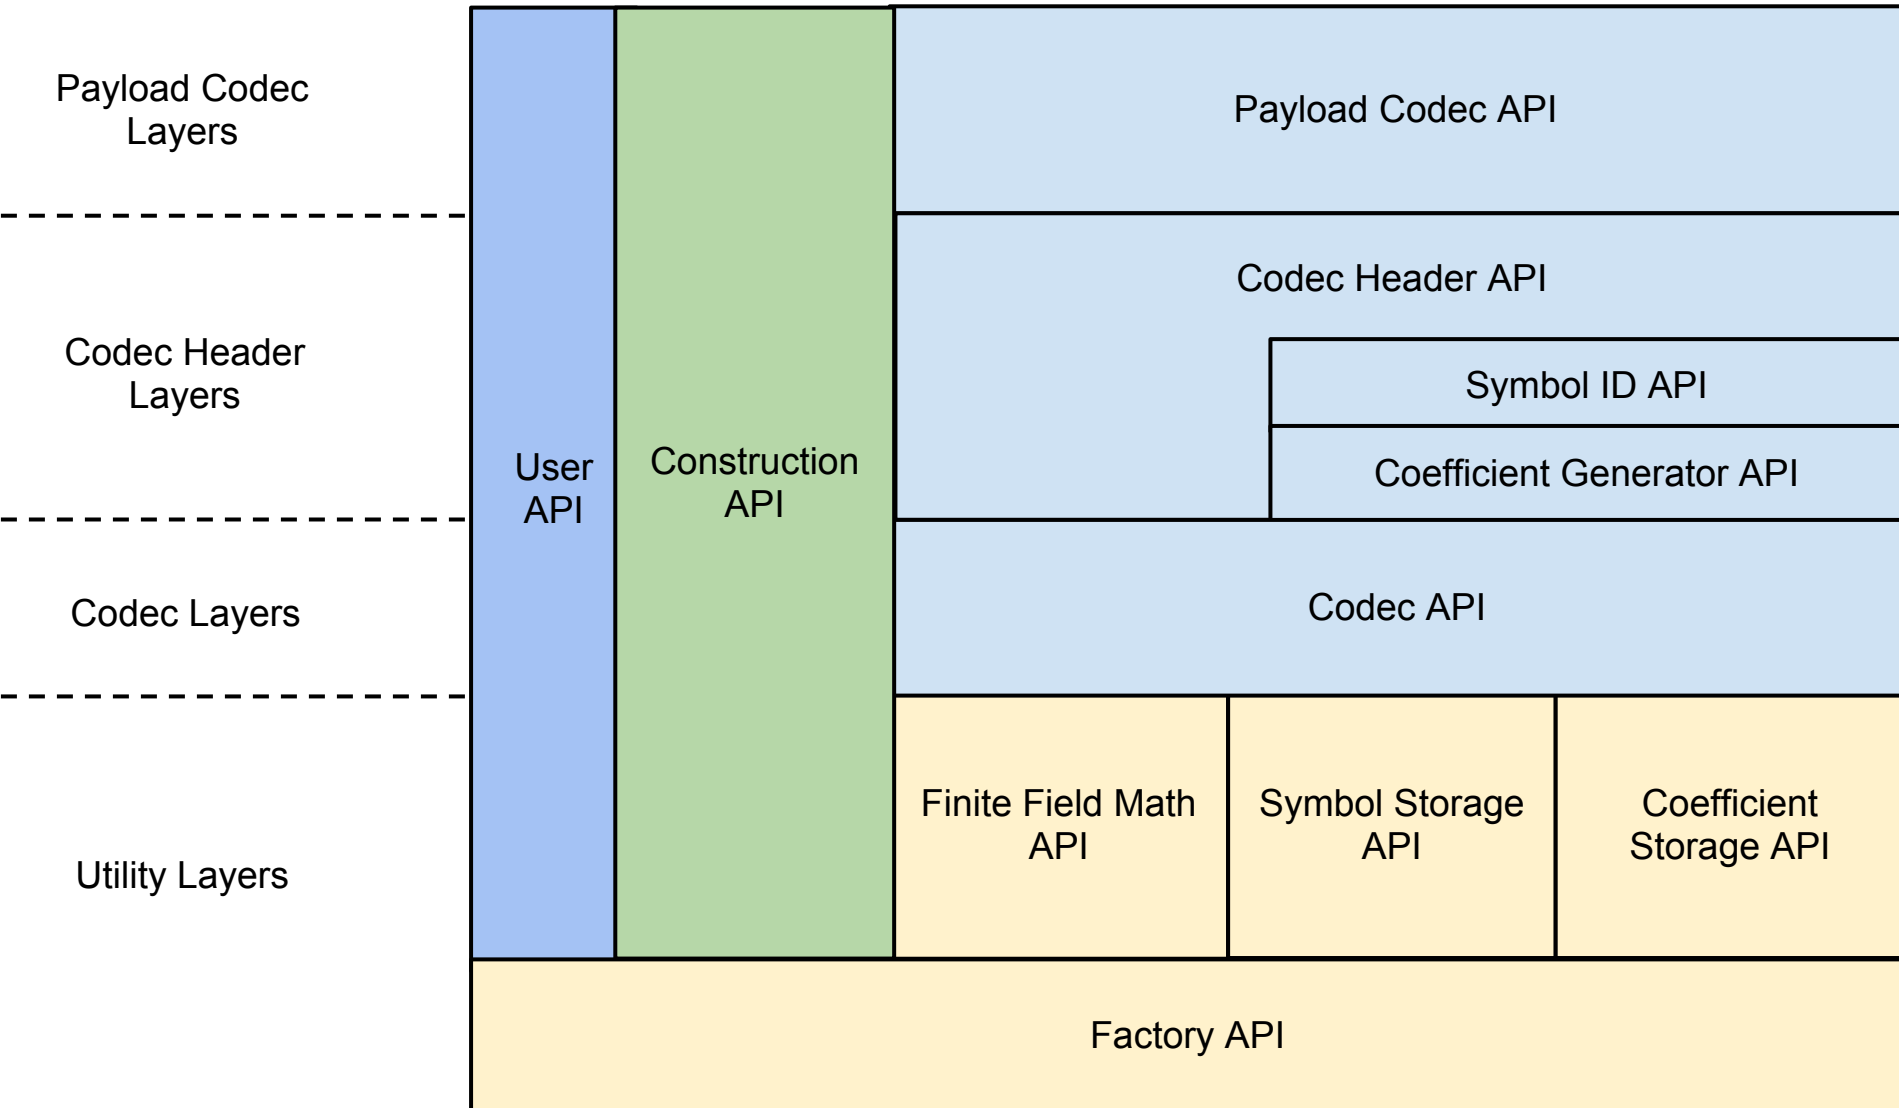 Payload Codec
Layers
Payload Codec API
Codec Header API
Codec Header
Layers
Symbol ID API
Coefficient Generator API
User
API
Construction
API
Codec Layers
Codec API
Finite Field Math
API
Symbol Storage
API
Coefficient
Storage API
Utility Layers
Factory API